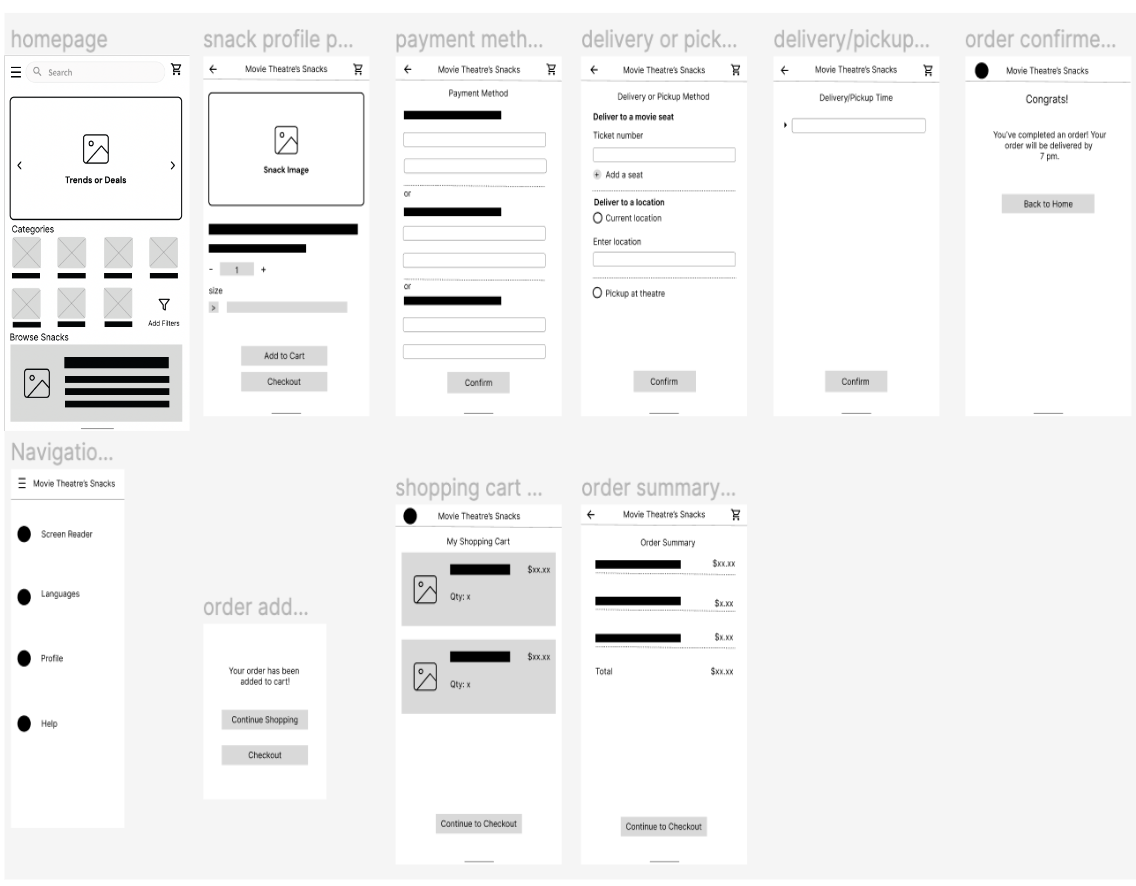 homepage
Search
Trends or Deals
Categories
Add Filters
Browse Snacks
snack profile p...
Movie Theatre's Snacks
Snack Image
- 1 +
size
>
Add to Cart
Checkout
payment meth...
Movie Theatre's Snacks
Payment Method
or
or
Confirm
delivery or pick...
Movie Theatre's Snacks
Delivery or Pickup Method
Deliver to a movie seat
Ticket number
+ Add a seat
Deliver to a location
Current location
Enter location
Pickup at theatre
Confirm
delivery/pickup...
Movie Theatre's Snacks
Delivery/Pickup Time
Confirm
order confirme...
Movie Theatre's Snacks
Congrats!
You've completed an order! Your
order will be delivered by
7 pm.
Back to Home
Navigatio...
Movie Theatre's Snacks
Screen Reader
Languages
Profile
Help
order add...
Your order has been
added to cart!
Continue Shopping
Checkout
shopping cart ...
Movie Theatre's Snacks
My Shopping Cart
$xx.xx
Qty: x
$xx.xx
Qty: x
Continue to Checkout
order summary...
Movie Theatre's Snacks
Order Summary
$xx.xx
$x.xx
$x.xx
Total $xx.xx
Continue to Checkout